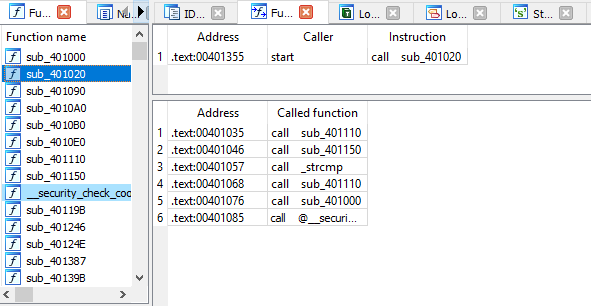 Fu...
Nu...
ID...
Fu...
Lo...
Lo...
St...
Function name
sub_401000
sub_401020
sub_401090
sub_4010A0
sub_4010B0
sub_4010E0
sub_401110
sub_401150
__security_check_coo
sub_40119B
sub_401246
sub_40124E
sub_401387
sub_40139B
Address Caller Instruction
1 .text:00401355 start call sub_401020
Address Called function
1 .text:00401035 call sub_401110
2 .text:00401046 call sub_401150
3 .text:00401057 call _strcmp
4 .text:00401068 call sub_401110
5 .text:00401076 call sub_401000
6 .text:00401085 call @__securi...